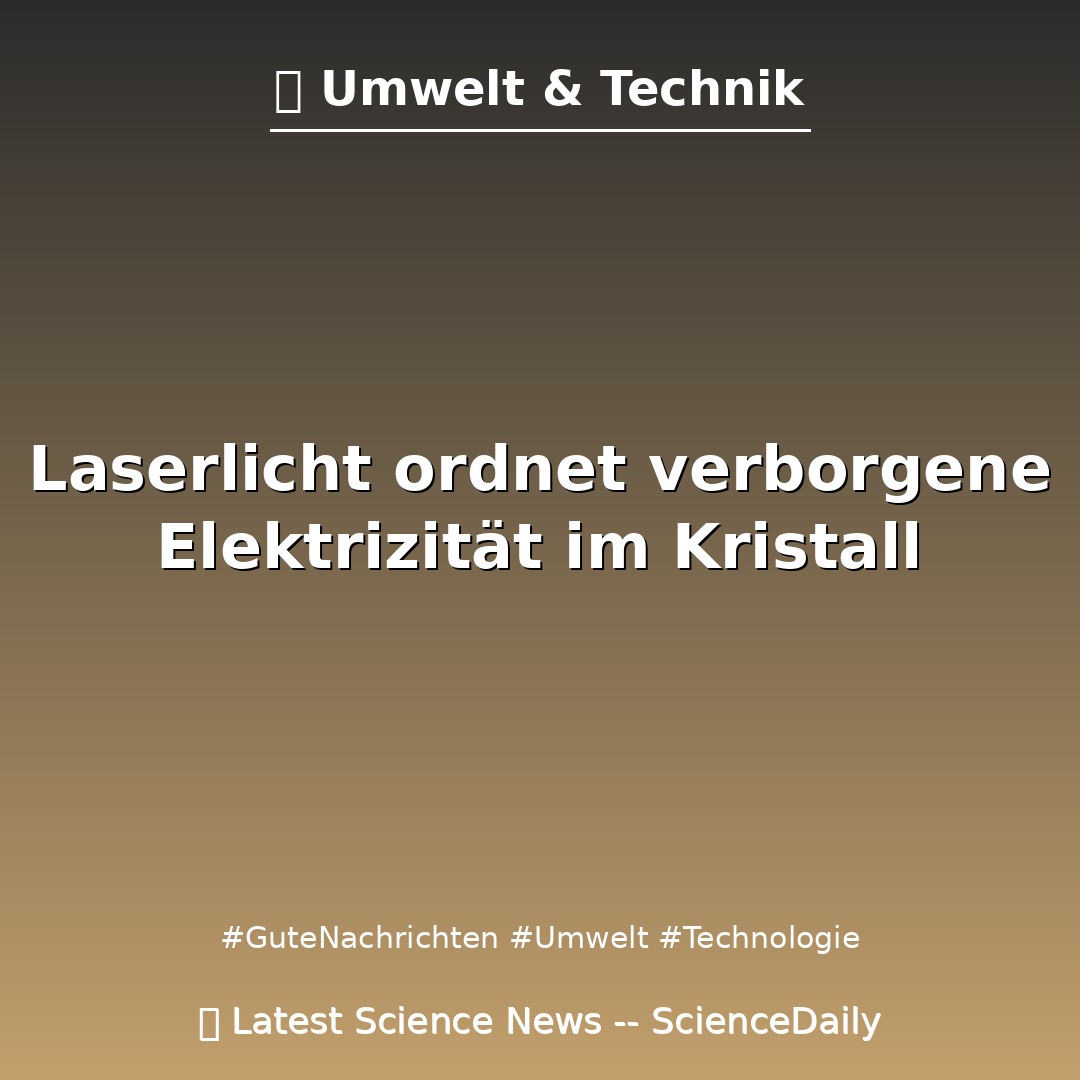 Umwelt & Technik
Laserlicht ordnet verborgene
Elektrizität im Kristall
#GuteNachrichten #Umwelt #Technologie
Latest Science News -- ScienceDaily